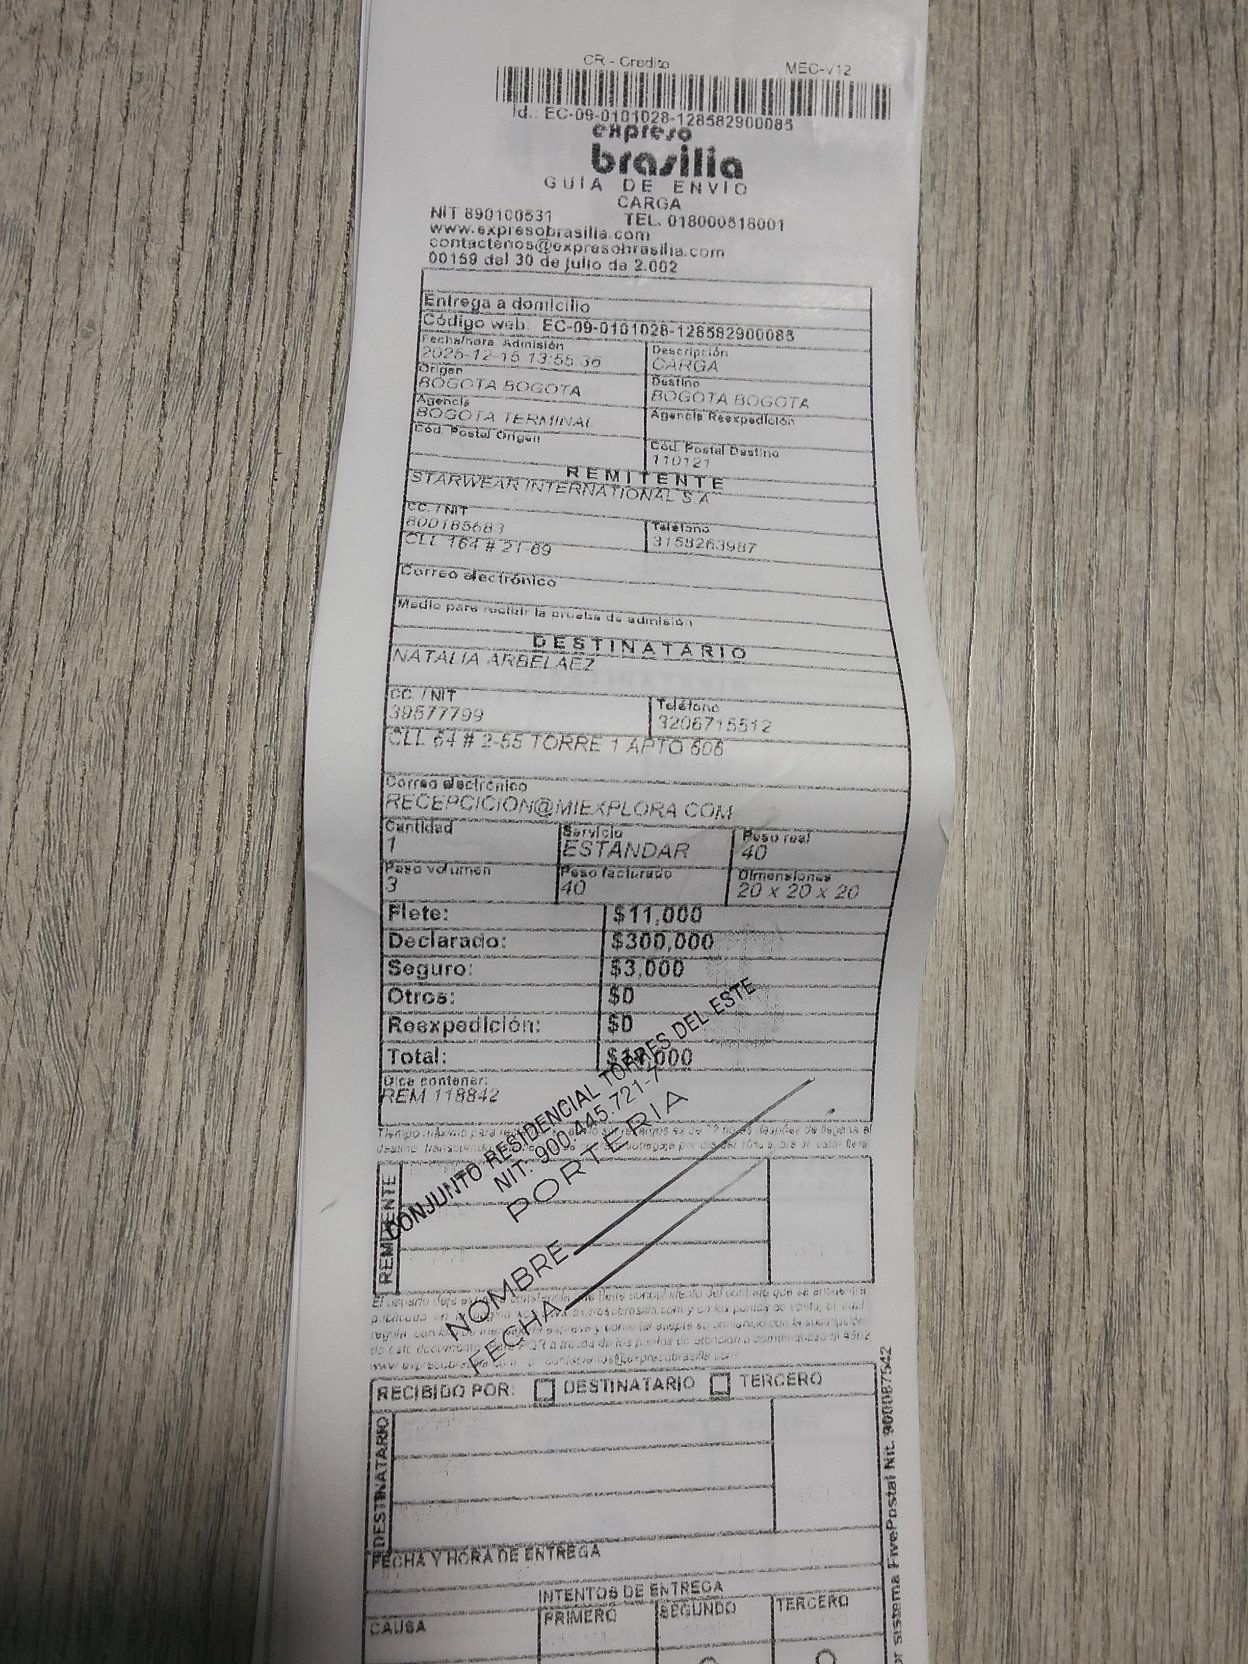 CR - Credito MEC-V12
Id.: EC-09-0101028-128582900085
expreso
brasilia
GUIA DE ENVIO
CARGA
NIT 890100531 TEL. 018000518001
www.expresobrasilia.com
contactenos@expresobrasilia.com
00159 del 30 de julio de 2.002
Entrega a domicilio
Código web: EC-09-0101028-128582900085
Fecha/hora Admisión Descripción
2025-12-15 13:55:36 CARGA
Origen Destino
BOGOTA BOGOTA BOGOTA BOGOTA
Agencia Agencia Reexpedición
BOGOTA TERMINAL
Cód. Postal Origen Cód. Postal Destino
110121
REMITENTE
STARWEAR INTERNATIONAL S.A
CC. / NIT Teléfono
800185683 3158263987
CLL 164 # 21-89
Correo electrónico
Medio para recibir la prueba de admisión
DESTINATARIO
NATALIA ARBELAEZ
CC. / NIT Teléfono
39577799 3206715512
CLL 64 # 2-55 TORRE 1 APTO 606
Correo electrónico
RECEPCICION@MIEXPLORA.COM
Cantidad Servicio Peso real
1 ESTANDAR 40
Peso volumen Peso facturado Dimensiones
3 40 20 x 20 x 20
Flete: $11,000
Declarado: $300,000
Seguro: $3,000
Otros: $0
Reexpedición: $0
Total:
Dice contener:
REM 118842
CONJUNTO RESIDENCIAL TORRES DEL ESTE
NIT: 900.445.721-7
PORTERIA
NOMBRE
FECHA
REMITENTE
RECIBIDO POR: DESTINATARIO TERCERO
DESTINATARIO
FECHA Y HORA DE ENTREGA
INTENTOS DE ENTREGA
CAUSA PRIMERO SEGUNDO TERCERO
sistema FivePostal Nit. 900087542